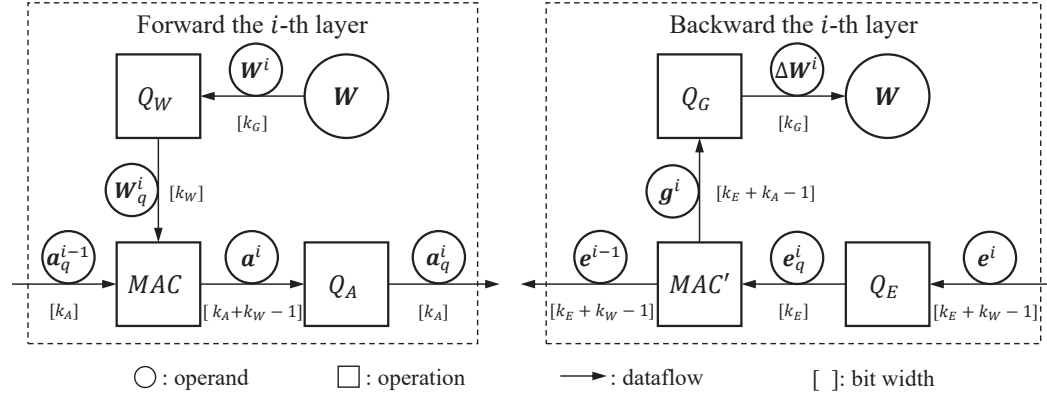 Forward the i-th layer
W^i
Q_W
W
[k_G]
W_q^i
[k_W]
a_q^{i-1}
MAC
a^i
Q_A
a_q^i
[k_A]
[ k_A+k_W − 1]
[k_A]
Backward the i-th layer
ΔW^i
Q_G
W
[k_G]
g^i
[k_E + k_A − 1]
e^{i-1}
MAC′
e_q^i
Q_E
e^i
[k_E + k_W − 1]
[k_E]
[k_E + k_W − 1]
: operand
: operation
: dataflow
[ ]: bit width